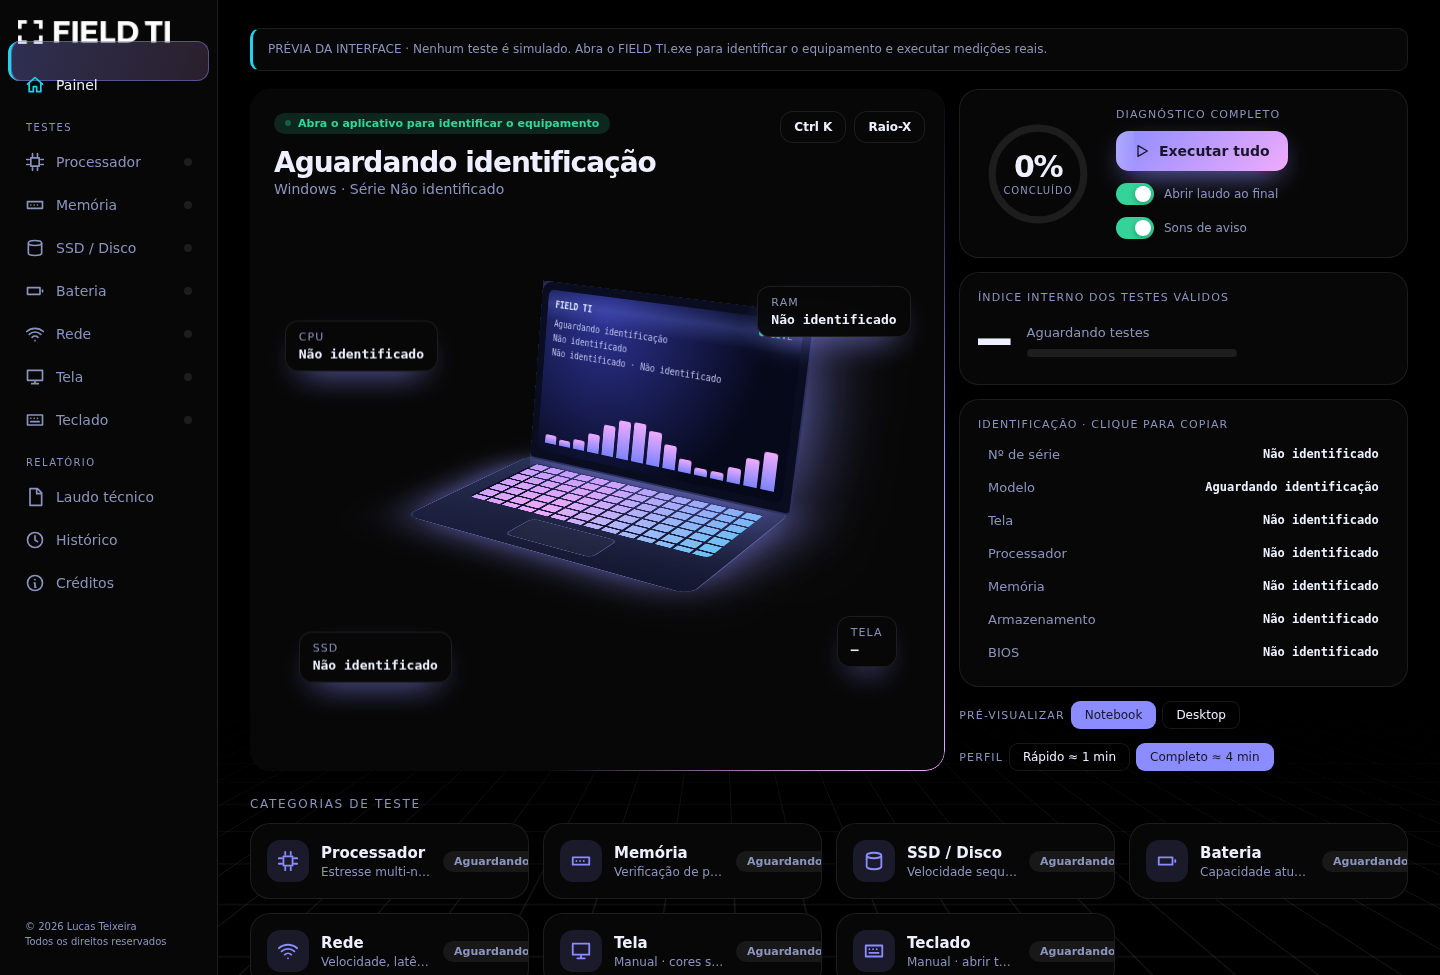 FIELD TI
Painel
TESTES
Processador
Memória
SSD / Disco
Bateria
Rede
Tela
Teclado
RELATÓRIO
Laudo técnico
Histórico
Créditos
© 2026 Lucas Teixeira
Todos os direitos reservados
PRÉVIA DA INTERFACE · Nenhum teste é simulado. Abra o FIELD TI.exe para identificar o equipamento e executar medições reais.
Abra o aplicativo para identificar o equipamento
Ctrl K
Raio-X
Aguardando identificação
Windows · Série Não identificado
CPU
Não identificado
RAM
Não identificado
FIELD TI
Aguardando identificação
Não identificado
Não identificado · Não identificado
SSD
Não identificado
TELA
—
DIAGNÓSTICO COMPLETO
0%
CONCLUÍDO
Executar tudo
Abrir laudo ao final
Sons de aviso
ÍNDICE INTERNO DOS TESTES VÁLIDOS
—
Aguardando testes
IDENTIFICAÇÃO · CLIQUE PARA COPIAR
Nº de série Não identificado
Modelo Aguardando identificação
Tela Não identificado
Processador Não identificado
Memória Não identificado
Armazenamento Não identificado
BIOS Não identificado
PRÉ-VISUALIZAR Notebook Desktop
PERFIL Rápido ≈ 1 min Completo ≈ 4 min
CATEGORIAS DE TESTE
Processador
Estresse multi-n…
Aguardando
Memória
Verificação de p…
Aguardando
SSD / Disco
Velocidade sequ…
Aguardando
Bateria
Capacidade atu…
Aguardando
Rede
Velocidade, latê…
Aguardando
Tela
Manual · cores s…
Aguardando
Teclado
Manual · abrir t…
Aguardando